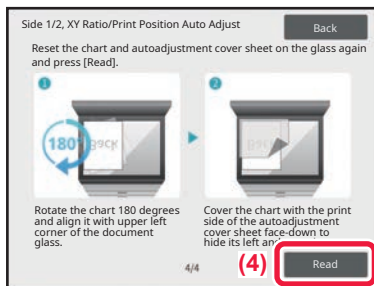 Side 1/2, XY Ratio/Print Position Auto Adjust
Back
Reset the chart and autoadjustment cover sheet on the glass again
and press [Read].
1
2
180°
Back
Back
Rotate the chart 180 degrees
and align it with upper left
corner of the document
glass.
Cover the chart with the print
side of the autoadjustment
cover sheet face-down to
hide its left and
4/4
(4)
Read